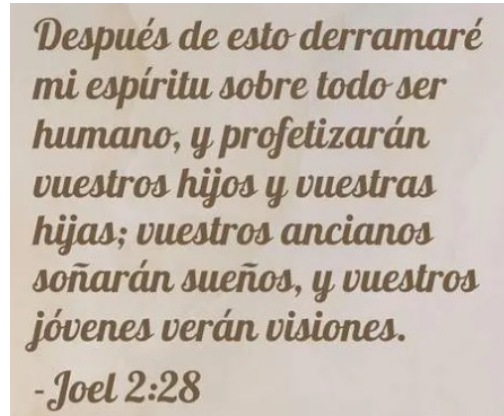 Después de esto derramaré
mi espíritu sobre todo ser
humano, y profetizarán
vuestros hijos y vuestras
hijas; vuestros ancianos
soñarán sueños, y vuestros
jóvenes verán visiones.
-Joel 2:28